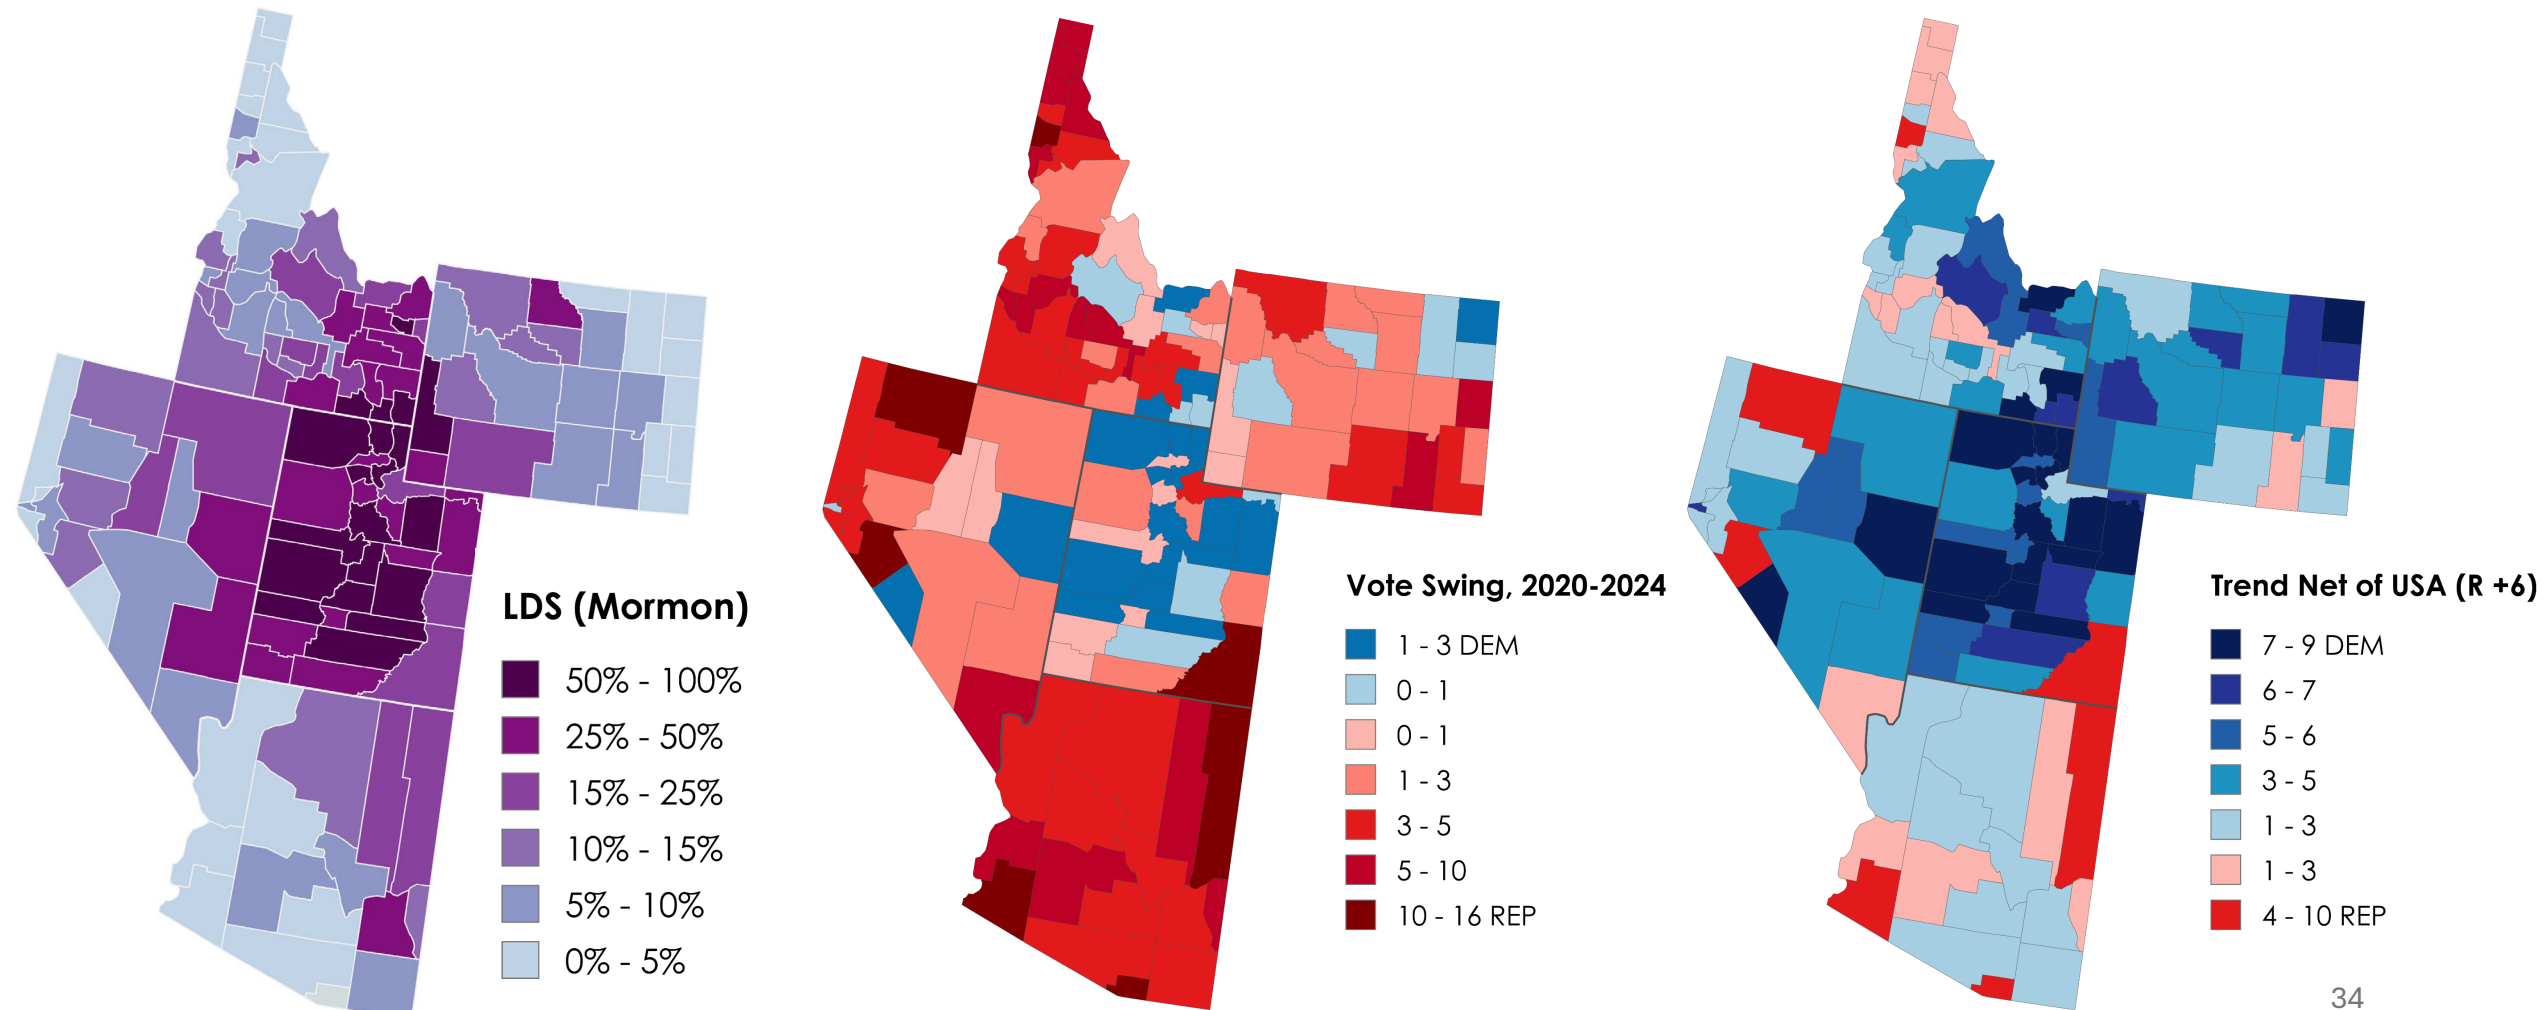 LDS (Mormon)
50% - 100%
25% - 50%
15% - 25%
10% - 15%
5% - 10%
0% - 5%
Vote Swing, 2020-2024
1 - 3 DEM
0 - 1
0 - 1
1 - 3
3 - 5
5 - 10
10 - 16 REP
Trend Net of USA (R +6)
7 - 9 DEM
6 - 7
5 - 6
3 - 5
1 - 3
1 - 3
4 - 10 REP
34